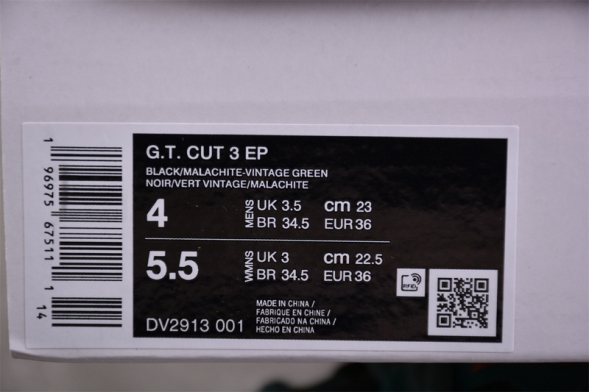 G.T. CUT 3 EP
BLACK/MALACHITE-VINTAGE GREEN
NOIR/VERT VINTAGE/MALACHITE
4
MENS
UK 3.5 cm 23
BR 34.5 EUR 36
5.5
WMNS
UK 3 cm 22.5
BR 34.5 EUR 36
RFID
MADE IN CHINA /
FABRIQUE EN CHINE /
FABRICADO NA CHINA /
HECHO EN CHINA
DV2913 001
1 96975 67511 1 14